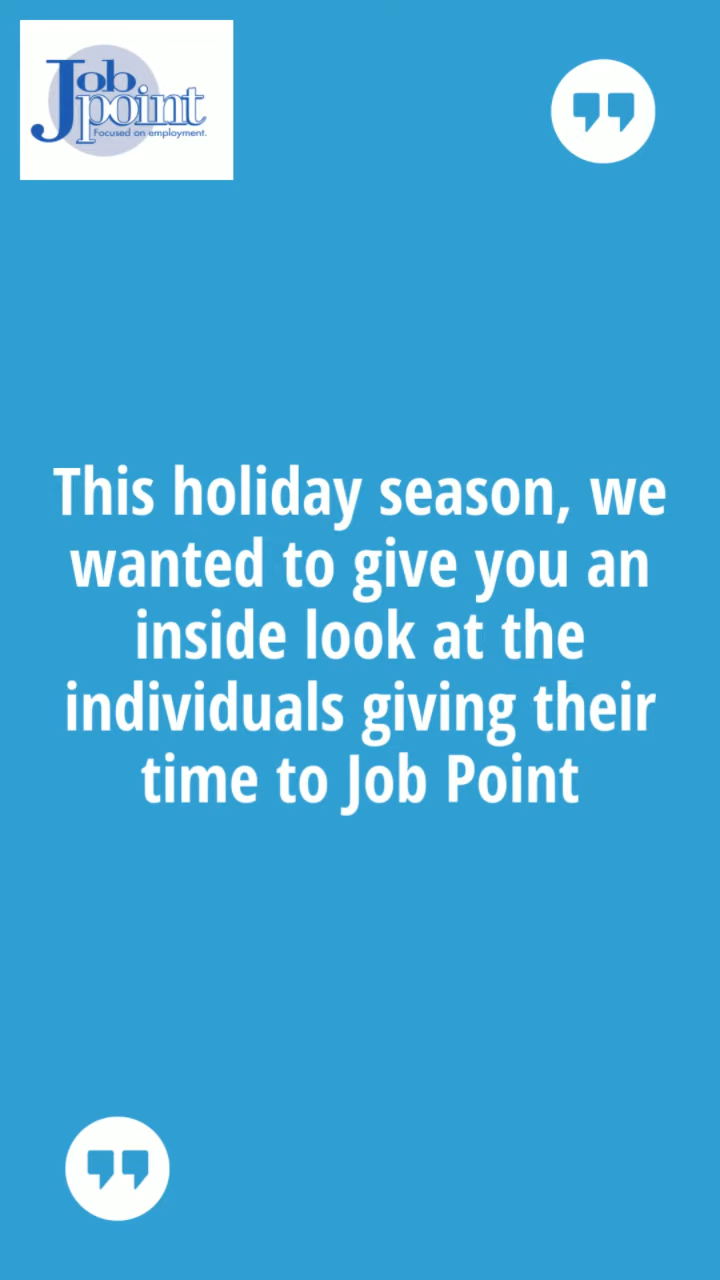 Job
point
Focused on employment.
This holiday season, we
wanted to give you an
inside look at the
individuals giving their
time to Job Point